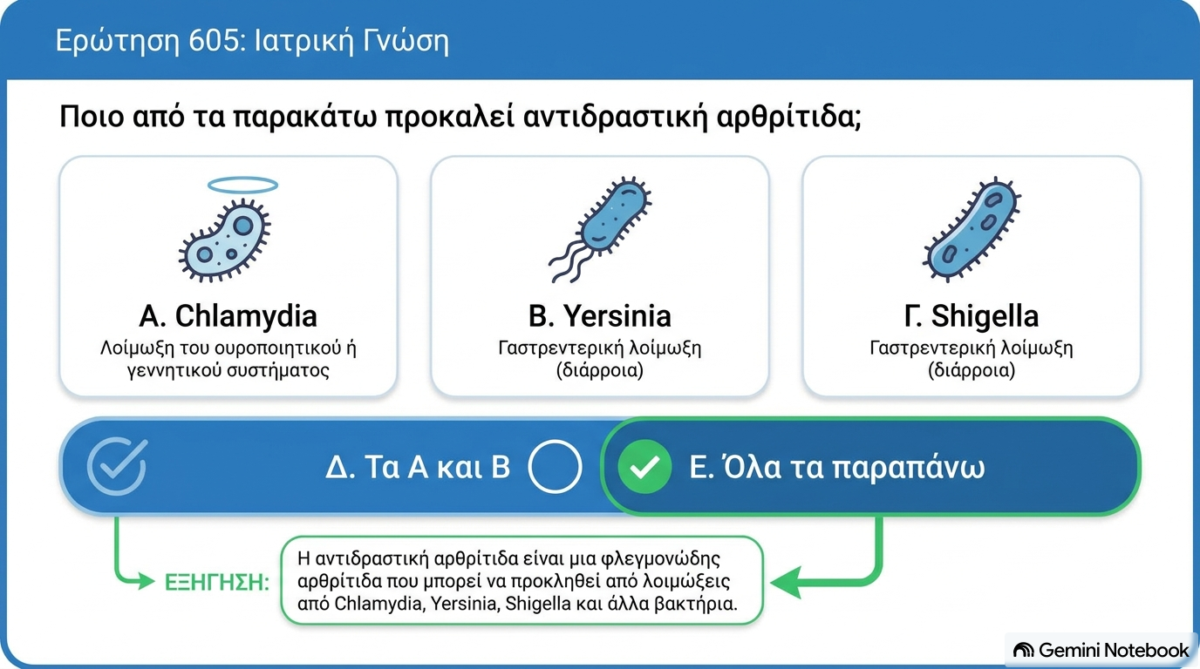 Ερώτηση 605: Ιατρική Γνώση
Ποιο από τα παρακάτω προκαλεί αντιδραστική αρθρίτιδα;
Α. Chlamydia
Λοίμωξη του ουροποιητικού ή
γεννητικού συστήματος
Β. Yersinia
Γαστρεντερική λοίμωξη
(διάρροια)
Γ. Shigella
Γαστρεντερική λοίμωξη
(διάρροια)
Δ. Τα Α και Β
Ε. Όλα τα παραπάνω
ΕΞΗΓΗΣΗ:
Η αντιδραστική αρθρίτιδα είναι μια φλεγμονώδης
αρθρίτιδα που μπορεί να προκληθεί από λοιμώξεις
από Chlamydia, Yersinia, Shigella και άλλα βακτήρια.
Gemini Notebook